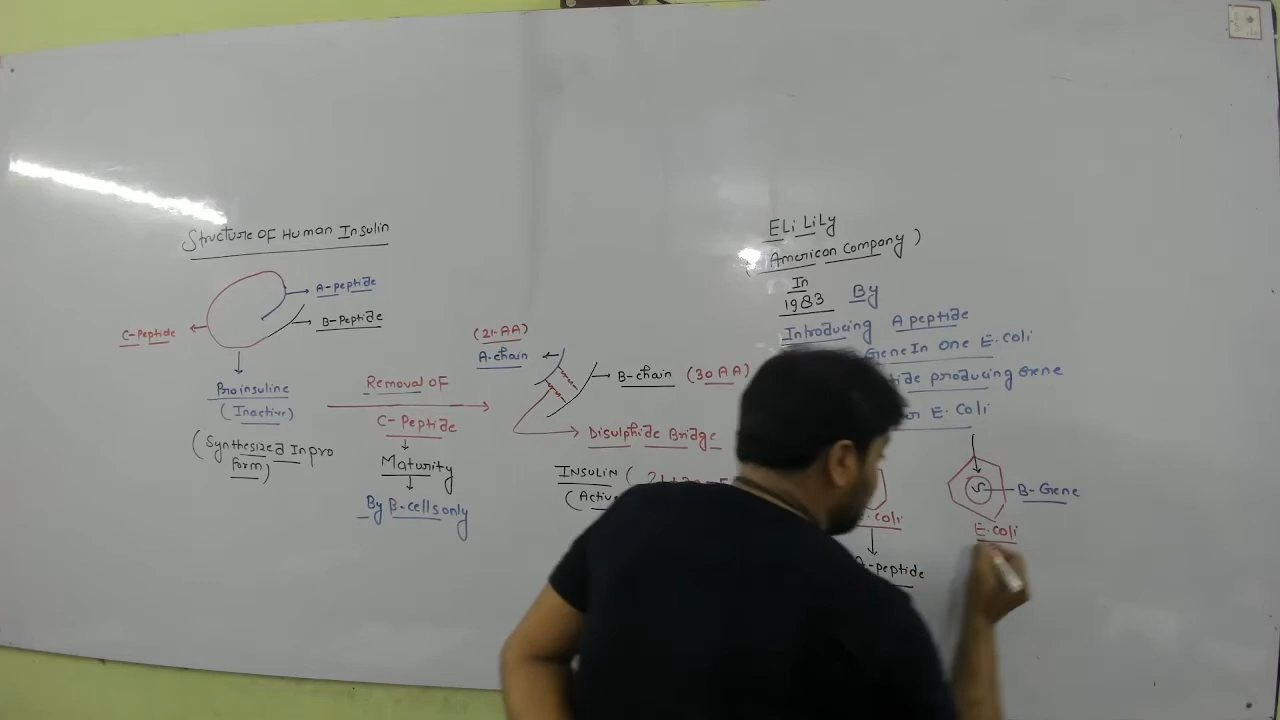 Structure Of Human Insulin
A-peptide
B-Peptide
C-Peptide
Proinsuline
(Inactive)
(Synthesized In pro
form)
Removal Of
C-Peptide
Maturity
By B-cells only
(21-AA)
A-chain
B-chain (30 AA)
Disulphide Bridge
INSULIN (
(Activ
ELi LiLy
( American company )
In
1983 By
Introducing A peptide
Gene In one E.coli
tide producing Gene
E.coli
B-Gene
E.coli
.coli
A-peptide